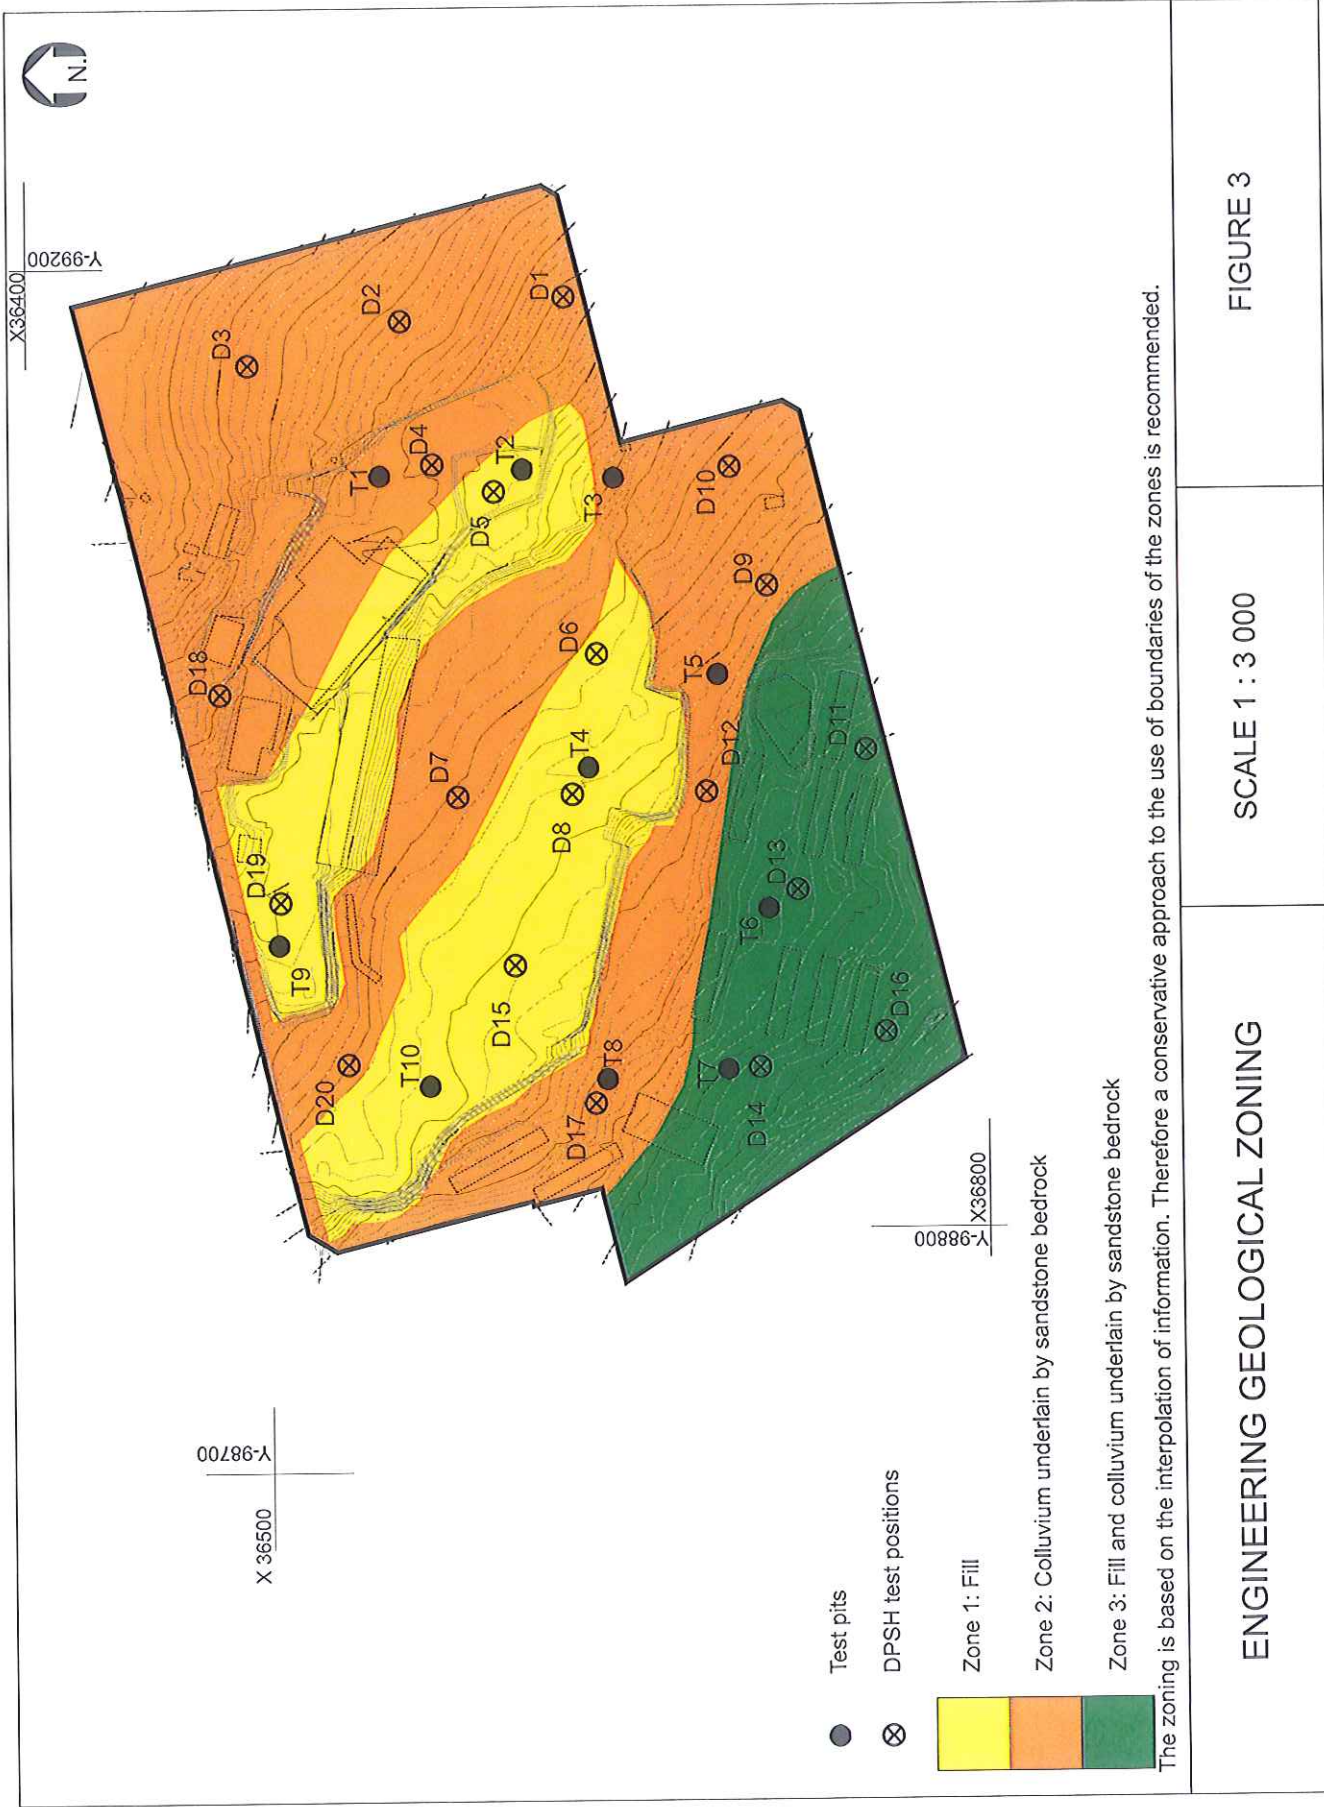 N.
X36400
Y-99200
D3
D2
D1
T1
D4
T2
D5
T3
D10
D18
D9
D6
T5
D7
T4
D8
D12
D11
D19
T9
D13
T6
D15
D16
D20
T10
T8
D17
T7
D14
X36800
Y-98800
Y-98700
X 36500
Test pits
DPSH test positions
Zone 1: Fill
Zone 2: Colluvium underlain by sandstone bedrock
Zone 3: Fill and colluvium underlain by sandstone bedrock
The zoning is based on the interpolation of information. Therefore a conservative approach to the use of boundaries of the zones is recommended.
ENGINEERING GEOLOGICAL ZONING
SCALE 1 : 3 000
FIGURE 3